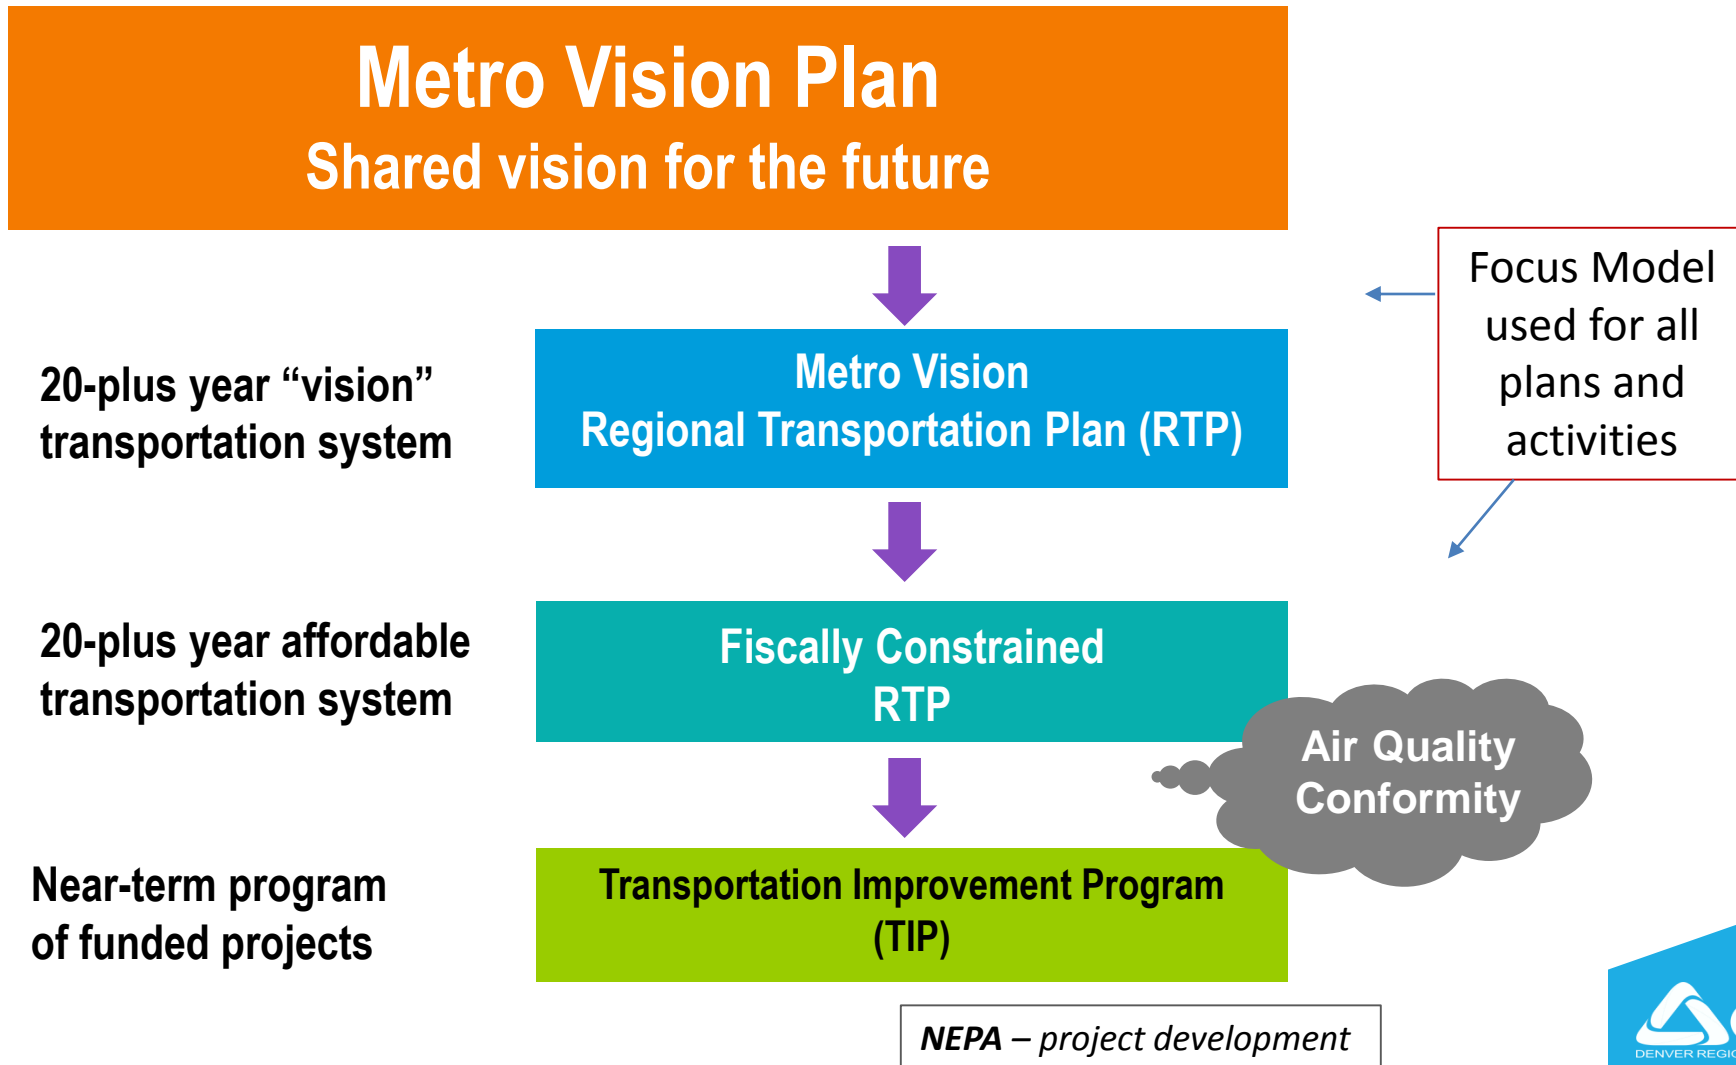 Metro Vision Plan
Shared vision for the future
Focus Model
used for all
plans and
activities
20-plus year “vision”
transportation system
Metro Vision
Regional Transportation Plan (RTP)
20-plus year affordable
transportation system
Fiscally Constrained
RTP
Air Quality
Conformity
Near-term program
of funded projects
Transportation Improvement Program
(TIP)
NEPA – project development
DENVER